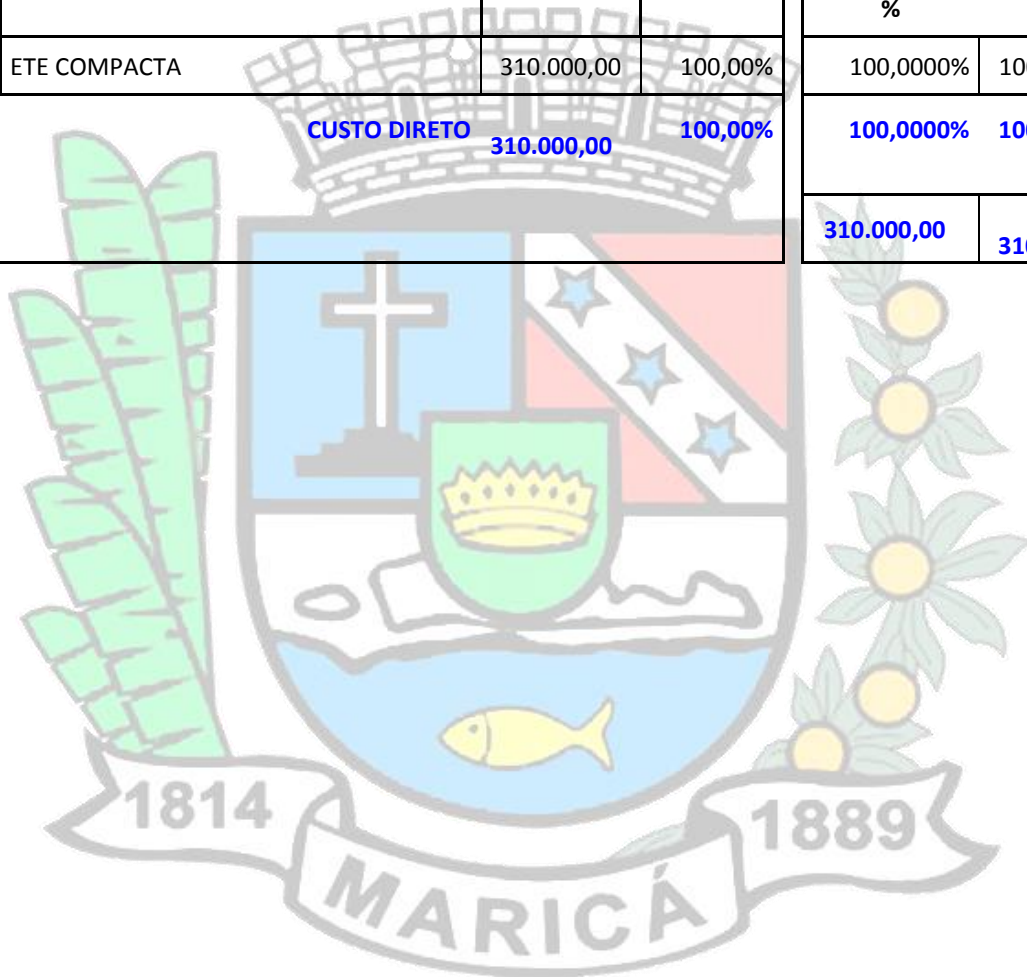 %
ETE COMPACTA 310.000,00 100,00% 100,0000%
CUSTO DIRETO 310.000,00 100,00% 100,0000%
310.000,00
1814 1889
MARICÁ